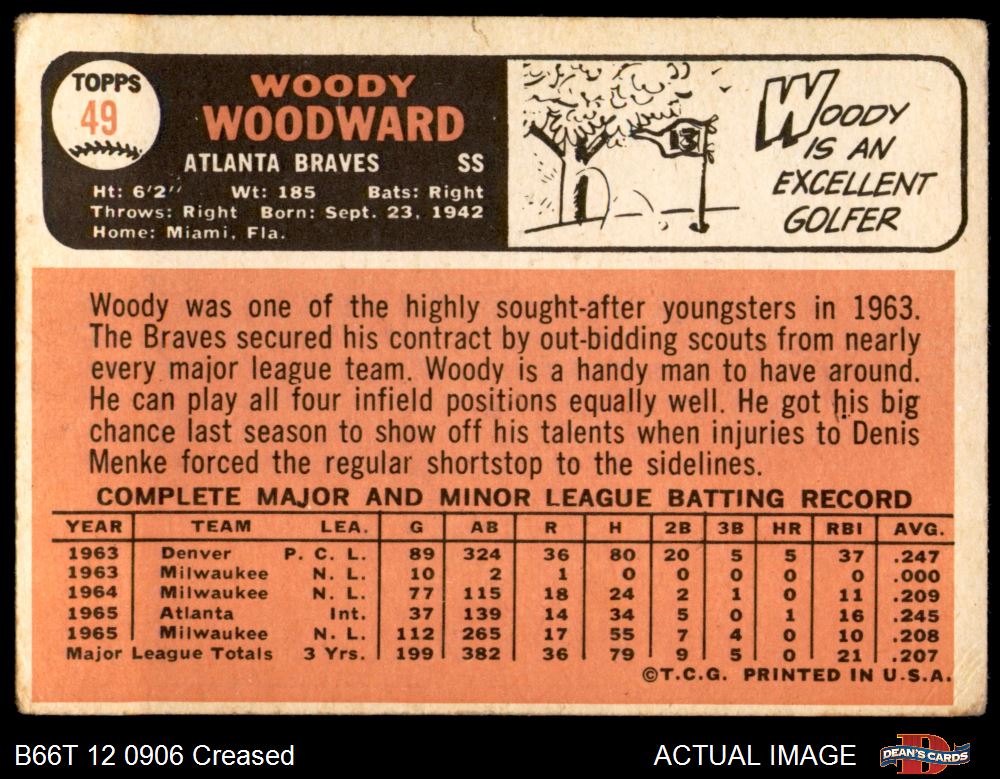 TOPPS
49
WOODY
WOODWARD
ATLANTA BRAVES SS
Ht: 6'2'' Wt: 185 Bats: Right
Throws: Right Born: Sept. 23, 1942
Home: Miami, Fla.
13
WOODY
IS AN
EXCELLENT
GOLFER
Woody was one of the highly sought-after youngsters in 1963.
The Braves secured his contract by out-bidding scouts from nearly
every major league team. Woody is a handy man to have around.
He can play all four infield positions equally well. He got his big
chance last season to show off his talents when injuries to Denis
Menke forced the regular shortstop to the sidelines.
COMPLETE MAJOR AND MINOR LEAGUE BATTING RECORD
YEAR TEAM LEA. G AB R H 2B 3B HR RBI AVG.
1963 Denver P. C. L. 89 324 36 80 20 5 5 37 .247
1963 Milwaukee N. L. 10 2 1 0 0 0 0 0 .000
1964 Milwaukee N. L. 77 115 18 24 2 1 0 11 .209
1965 Atlanta Int. 37 139 14 34 5 0 1 16 .245
1965 Milwaukee N. L. 112 265 17 55 7 4 0 10 .208
Major League Totals 3 Yrs. 199 382 36 79 9 5 0 21 .207
©T.C.G. PRINTED IN U.S.A.
B66T 12 0906 Creased ACTUAL IMAGE
DEAN'S CARDS